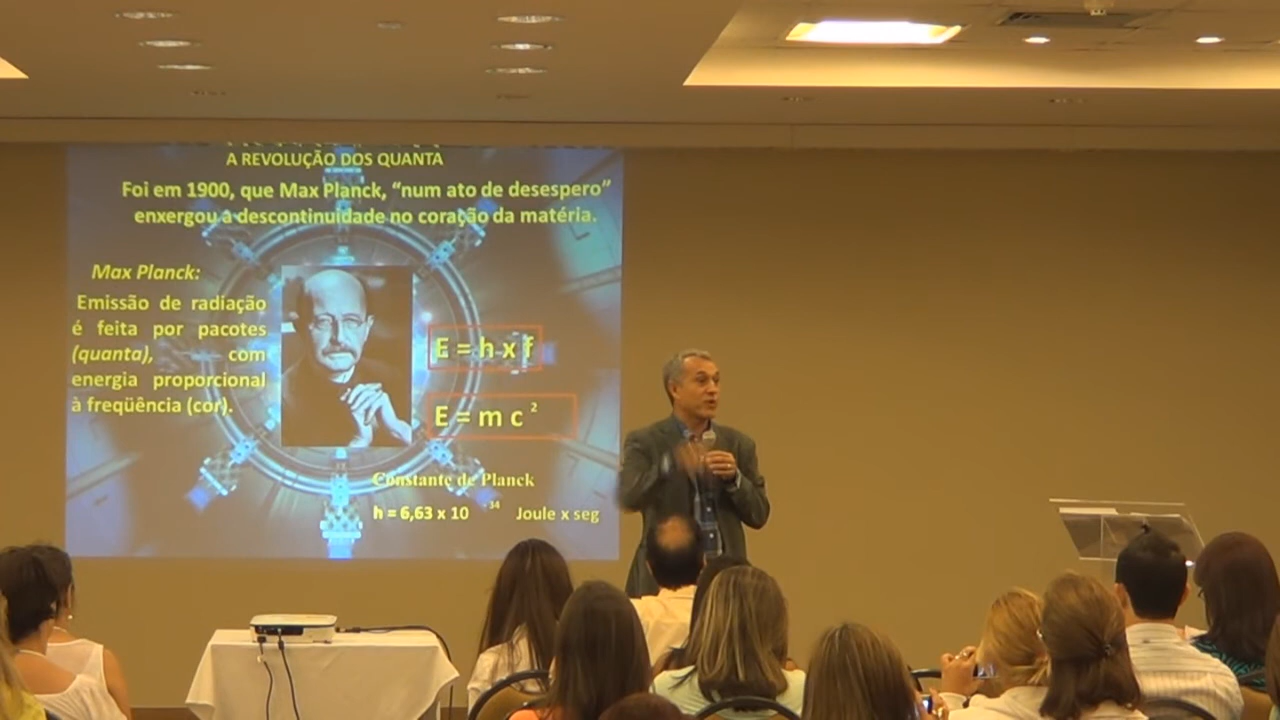 A REVOLUÇÃO DOS QUANTA
Foi em 1900, que Max Planck, “num ato de desespero”
enxergou a descontinuidade no coração da matéria.
Max Planck:
Emissão de radiação
é feita por pacotes
(quanta), com
energia proporcional
à freqüência (cor).
E = h x f
E = m c ²
Constante de Planck
h = 6,63 x 10 ⁻³⁴ Joule x seg